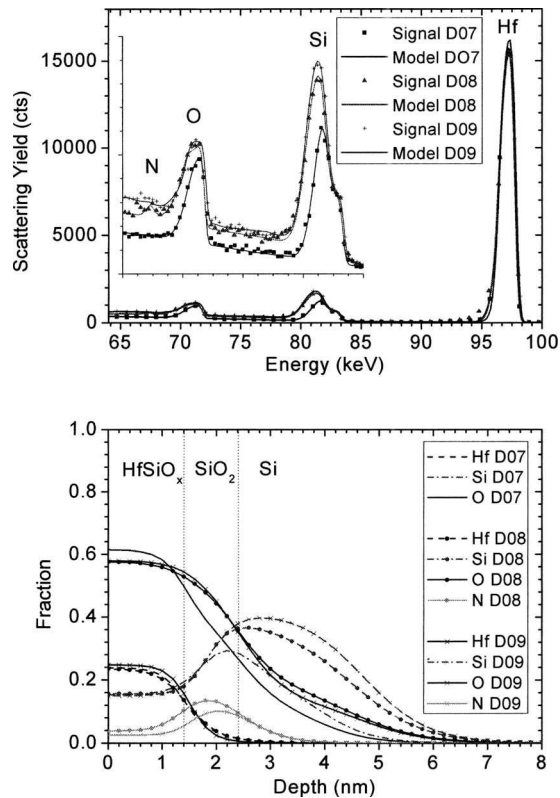 Si
Hf
O
N
Signal D07
Model DO7
Signal D08
Model D08
Signal D09
Model D09
Scattering Yield (cts)
15000
10000
5000
0
65 70 75 80 85 90 95 100
Energy (keV)
HfSiOx SiO2 Si
Hf D07
Si D07
O D07
Hf D08
Si D08
O D08
N D08
Hf D09
Si D09
O D09
N D09
Fraction
1.0
0.8
0.6
0.4
0.2
0.0
0 1 2 3 4 5 6 7 8
Depth (nm)